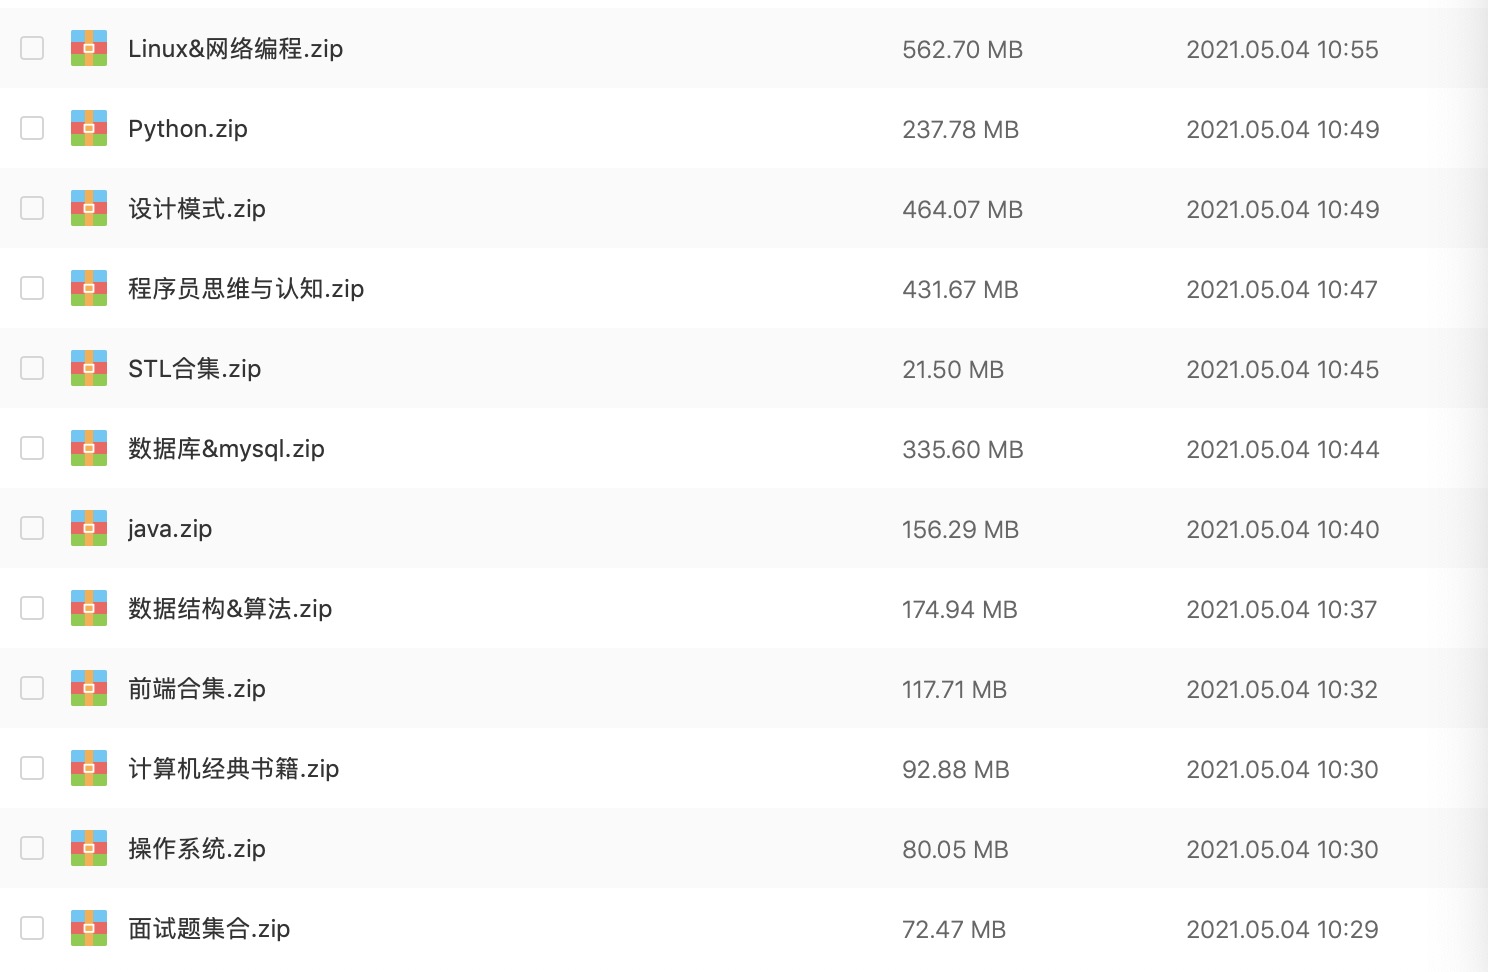 Linux&网络编程.zip 562.70 MB 2021.05.04 10:55
Python.zip 237.78 MB 2021.05.04 10:49
设计模式.zip 464.07 MB 2021.05.04 10:49
程序员思维与认知.zip 431.67 MB 2021.05.04 10:47
STL合集.zip 21.50 MB 2021.05.04 10:45
数据库&mysql.zip 335.60 MB 2021.05.04 10:44
java.zip 156.29 MB 2021.05.04 10:40
数据结构&算法.zip 174.94 MB 2021.05.04 10:37
前端合集.zip 117.71 MB 2021.05.04 10:32
计算机经典书籍.zip 92.88 MB 2021.05.04 10:30
操作系统.zip 80.05 MB 2021.05.04 10:30
面试题集合.zip 72.47 MB 2021.05.04 10:29